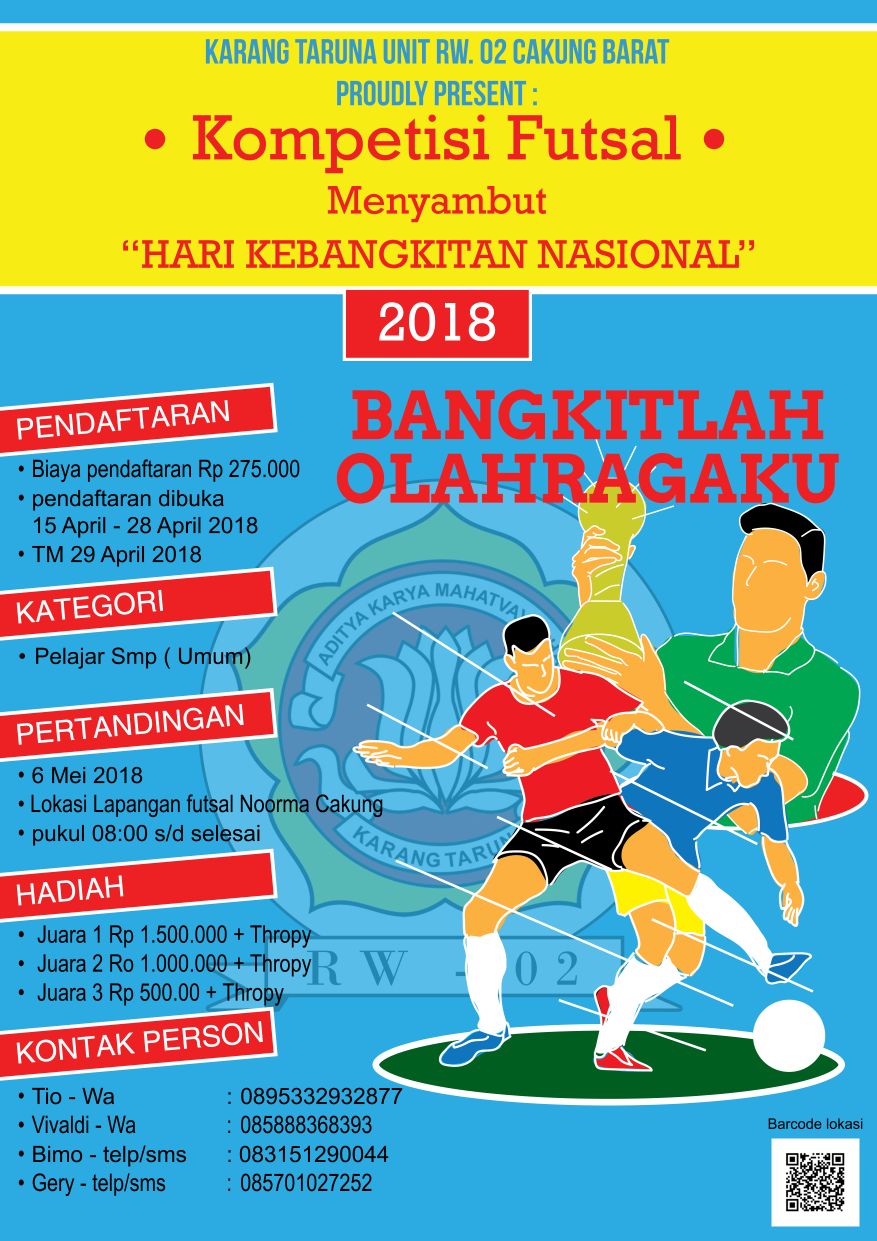 KARANG TARUNA UNIT RW. 02 CAKUNG BARAT
PROUDLY PRESENT :
• Kompetisi Futsal •
Menyambut
“HARI KEBANGKITAN NASIONAL”
2018
BANGKITLAH
OLAHRAGAKU
PENDAFTARAN
• Biaya pendaftaran Rp 275.000
• pendaftaran dibuka
15 April - 28 April 2018
• TM 29 April 2018
KATEGORI
• Pelajar Smp ( Umum)
PERTANDINGAN
• 6 Mei 2018
• Lokasi Lapangan futsal Noorma Cakung
• pukul 08:00 s/d selesai
HADIAH
• Juara 1 Rp 1.500.000 + Thropy
• Juara 2 Ro 1.000.000 + Thropy
• Juara 3 Rp 500.00 + Thropy
KONTAK PERSON
• Tio - Wa : 0895332932877
• Vivaldi - Wa : 085888368393
• Bimo - telp/sms : 083151290044
• Gery - telp/sms : 085701027252
ADITYA KARYA
KARANG
RW - 02
Barcode lokasi